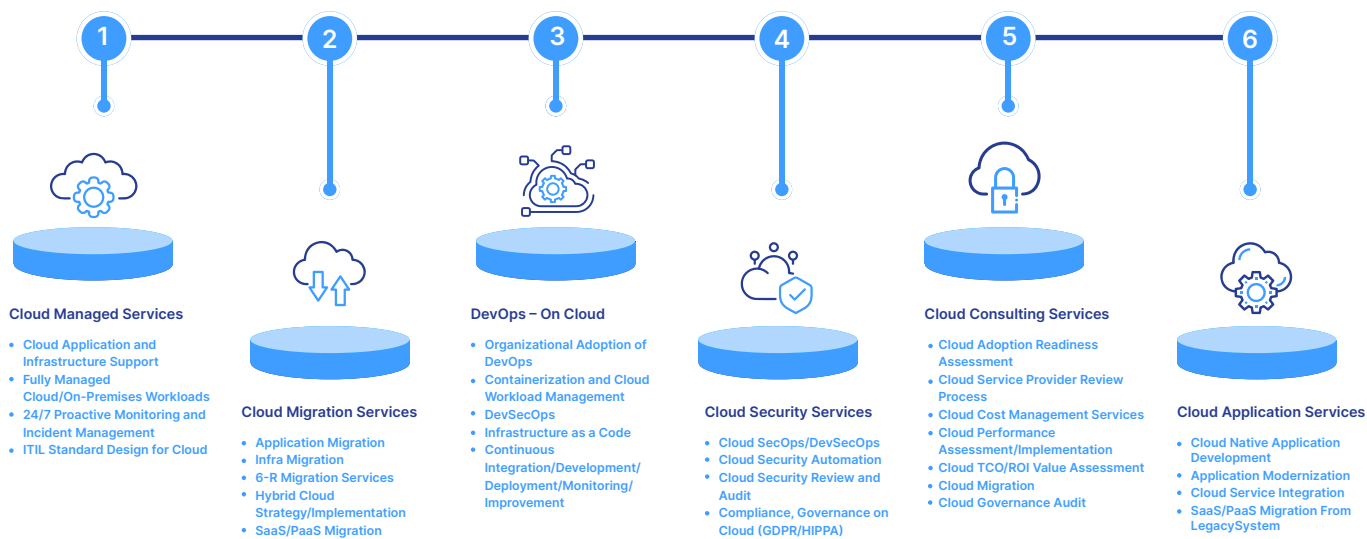 1
2
3
4
5
6
Cloud Managed Services
Cloud Application and
Infrastructure Support
Fully Managed
Cloud/On-Premises Workloads
24/7 Proactive Monitoring and
Incident Management
ITIL Standard Design for Cloud
Cloud Migration Services
Application Migration
Infra Migration
6-R Migration Services
Hybrid Cloud
Strategy/Implementation
SaaS/PaaS Migration
DevOps – On Cloud
Organizational Adoption of
DevOps
Containerization and Cloud
Workload Management
DevSecOps
Infrastructure as a Code
Continuous
Integration/Development/
Deployment/Monitoring/
Improvement
Cloud Security Services
Cloud SecOps/DevSecOps
Cloud Security Automation
Cloud Security Review and
Audit
Compliance, Governance on
Cloud (GDPR/HIPPA)
Cloud Consulting Services
Cloud Adoption Readiness
Assessment
Cloud Service Provider Review
Process
Cloud Cost Management Services
Cloud Performance
Assessment/Implementation
Cloud TCO/ROI Value Assessment
Cloud Migration
Cloud Governance Audit
Cloud Application Services
Cloud Native Application
Development
Application Modernization
Cloud Service Integration
SaaS/PaaS Migration From
LegacySystem